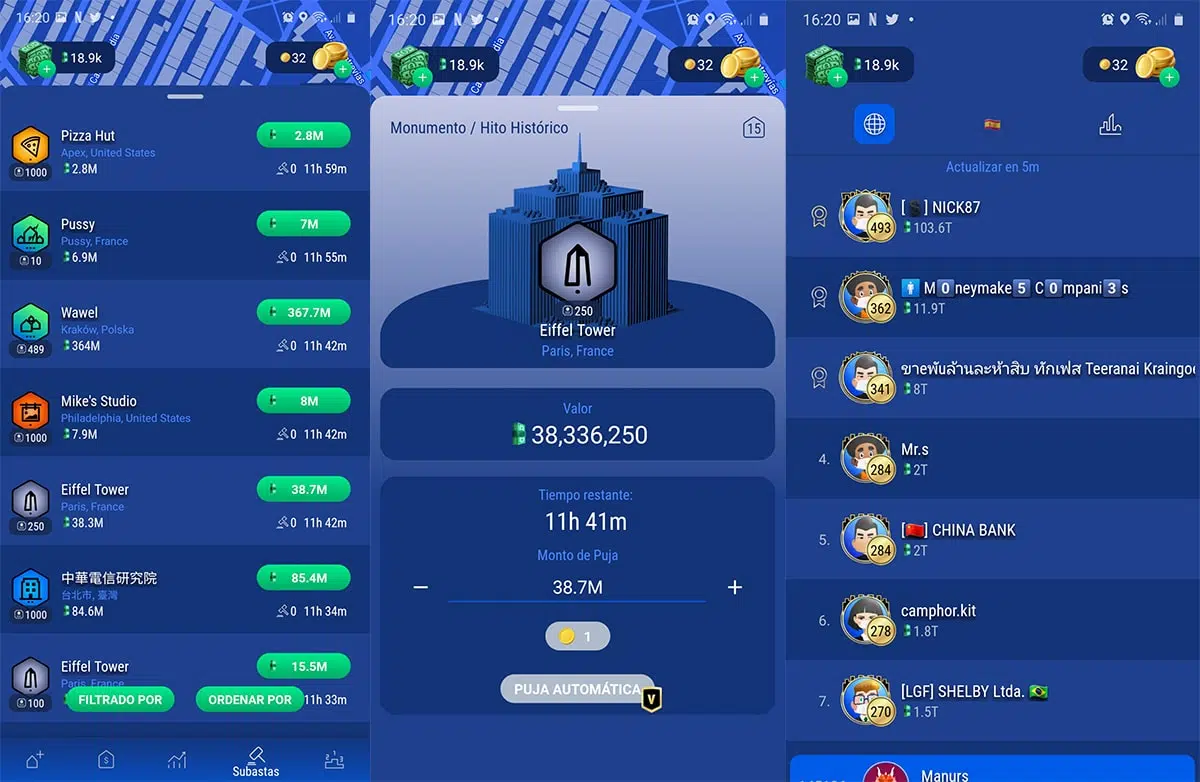 16:20
18.9k
32
Pizza Hut
Apex, United States
2.8M
1000
2.8M
0 11h 59m
Pussy
Pussy, France
6.9M
10
7M
0 11h 55m
Wawel
Kraków, Polska
364M
489
367.7M
0 11h 42m
Mike's Studio
Philadelphia, United States
7.9M
1000
8M
0 11h 42m
Eiffel Tower
Paris, France
38.3M
250
38.7M
0 11h 42m
中華電信研究院
台北市, 臺灣
84.6M
1000
85.4M
0 11h 34m
Eiffel Tower
Paris, France
100
15.5M
11h 33m
FILTRADO POR
ORDENAR POR
Subastas
16:20
18.9k
32
Monumento / Hito Histórico
15
250
Eiffel Tower
Paris, France
Valor
38,336,250
Tiempo restante:
11h 41m
Monto de Puja
− 38.7M +
1
PUJA AUTOMÁTICA
V
16:20
18.9k
32
Actualizar en 5m
[S] NICK87
493
103.6T
M0neymake5 C0mpani3s
362
11.9T
ขายพันล้านละห้าสิบ ทักเฟส Teeranai Kraingoe
341
8T
4.
Mr.s
284
2T
5.
[🇨🇳] CHINA BANK
284
2T
6.
camphor.kit
278
1.8T
7.
[LGF] SHELBY Ltda. 🇧🇷
270
1.5T
Manurs